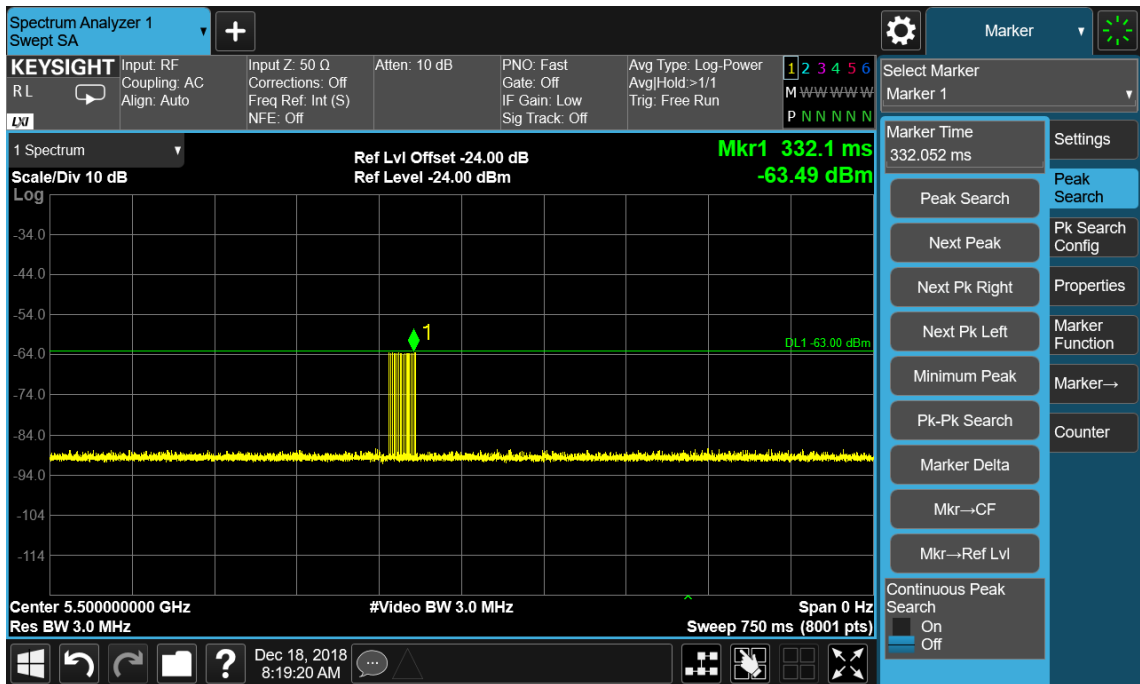 Spectrum Analyzer 1
Swept SA
+
Marker
KEYSIGHT
R L
LXI
Input: RF
Coupling: AC
Align: Auto
Input Z: 50 Ω
Corrections: Off
Freq Ref: Int (S)
NFE: Off
Atten: 10 dB
PNO: Fast
Gate: Off
IF Gain: Low
Sig Track: Off
Avg Type: Log-Power
Avg|Hold:>1/1
Trig: Free Run
1 2 3 4 5 6
M W W W W W
P N N N N N
Select Marker
Marker 1
1 Spectrum
Scale/Div 10 dB
Log
Ref Lvl Offset -24.00 dB
Ref Level -24.00 dBm
Mkr1 332.1 ms
-63.49 dBm
-34.0
-44.0
-54.0
-64.0
-74.0
-84.0
-94.0
-104
-114
1
DL1 -63.00 dBm
Center 5.500000000 GHz
Res BW 3.0 MHz
#Video BW 3.0 MHz
Span 0 Hz
Sweep 750 ms (8001 pts)
Marker Time
332.052 ms
Peak Search
Next Peak
Next Pk Right
Next Pk Left
Minimum Peak
Pk-Pk Search
Marker Delta
Mkr→CF
Mkr→Ref Lvl
Continuous Peak
Search
On
Off
Settings
Peak
Search
Pk Search
Config
Properties
Marker
Function
Marker→
Counter
?
Dec 18, 2018
8:19:20 AM